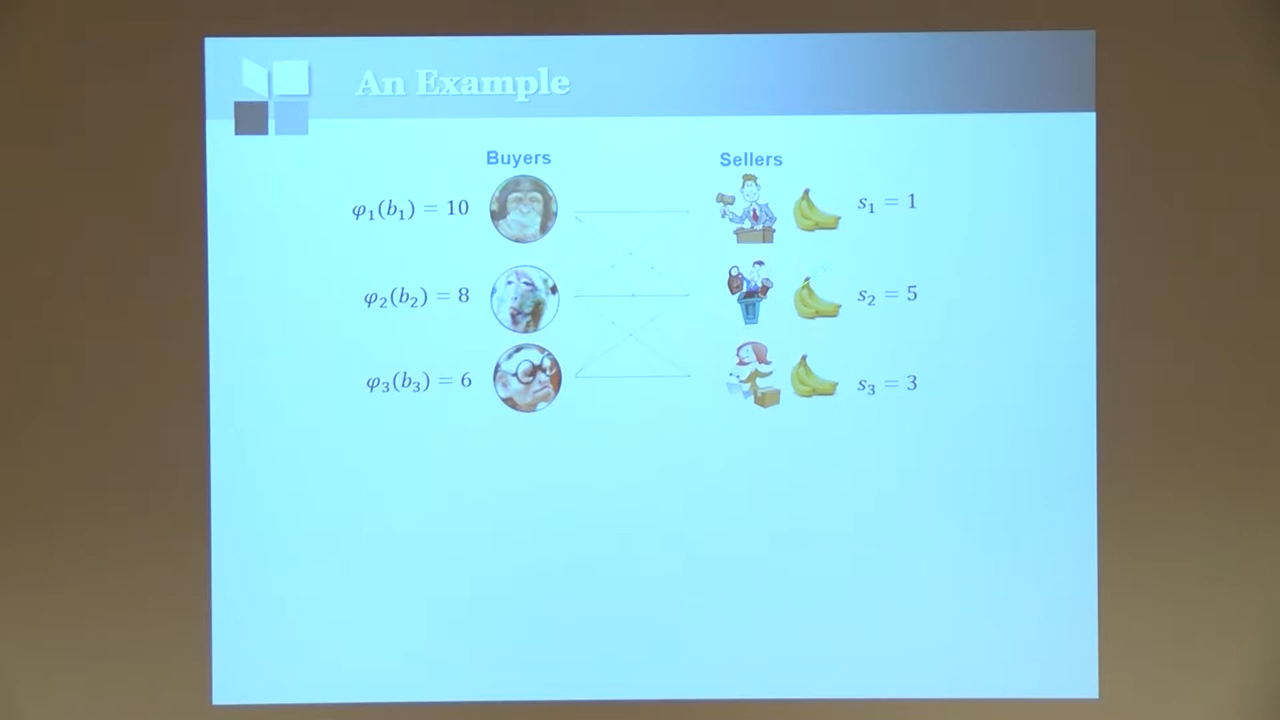 An Example
Buyers
Sellers
φ₁(b₁) = 10
s₁ = 1
φ₂(b₂) = 8
s₂ = 5
φ₃(b₃) = 6
s₃ = 3